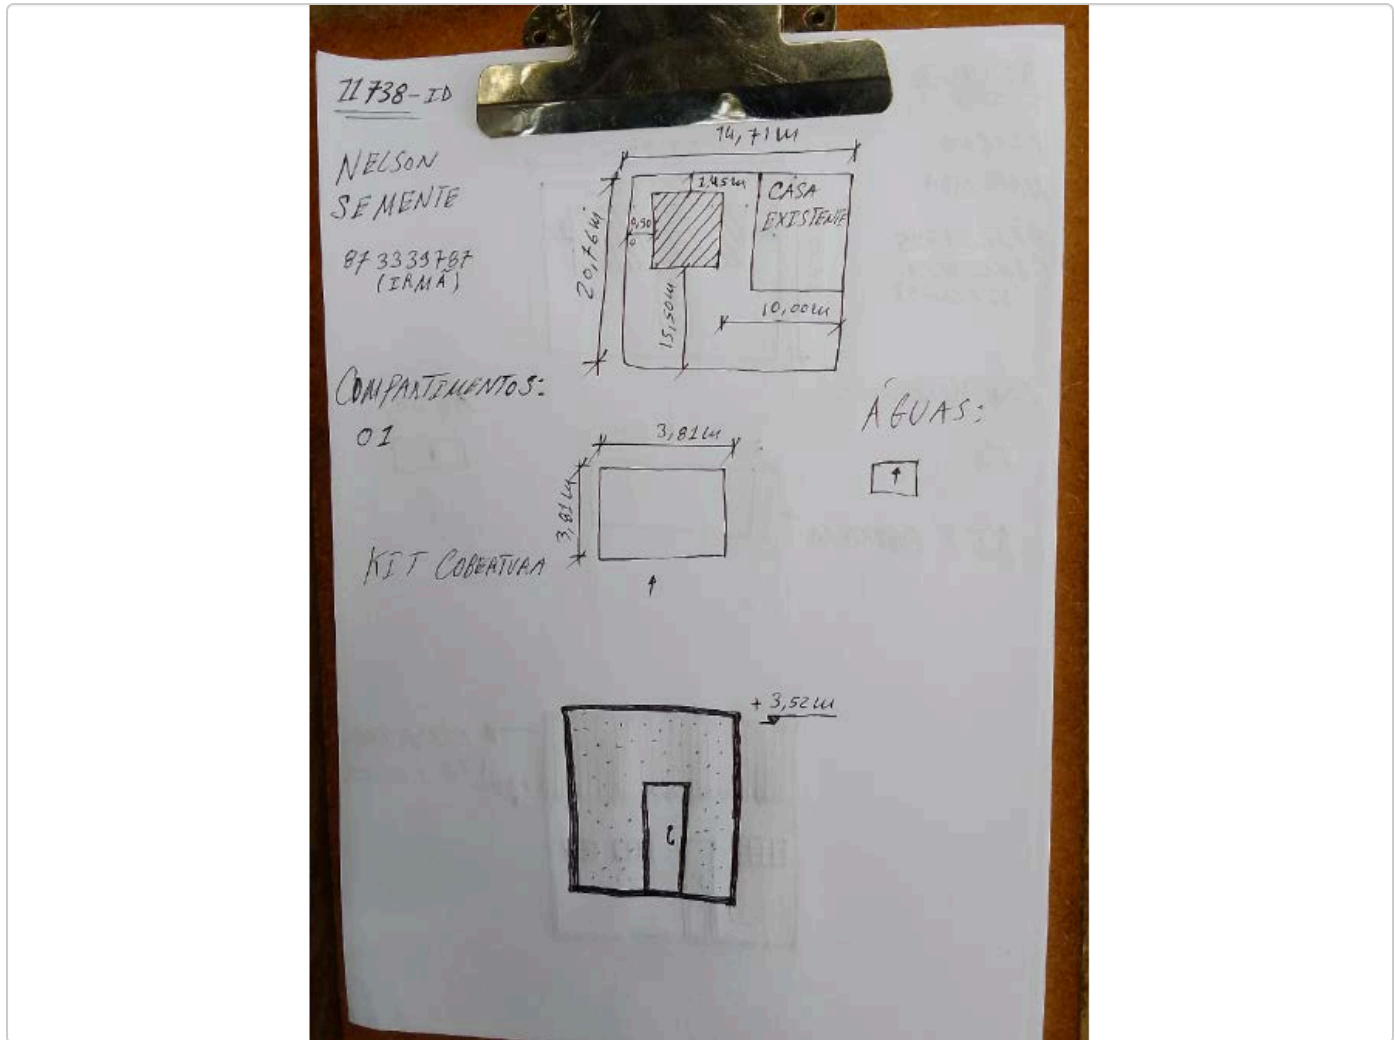 11738-ID
NELSON
SEMENTE
87 3339787
(IRMÃ)
14,71m
20,76m
1,45m
0,90
CASA
EXISTENTE
15,50m
10,00m
COMPARTIMENTOS:
01
3,81m
3,81m
ÁGUAS:
KIT COBERTURA
+ 3,52m